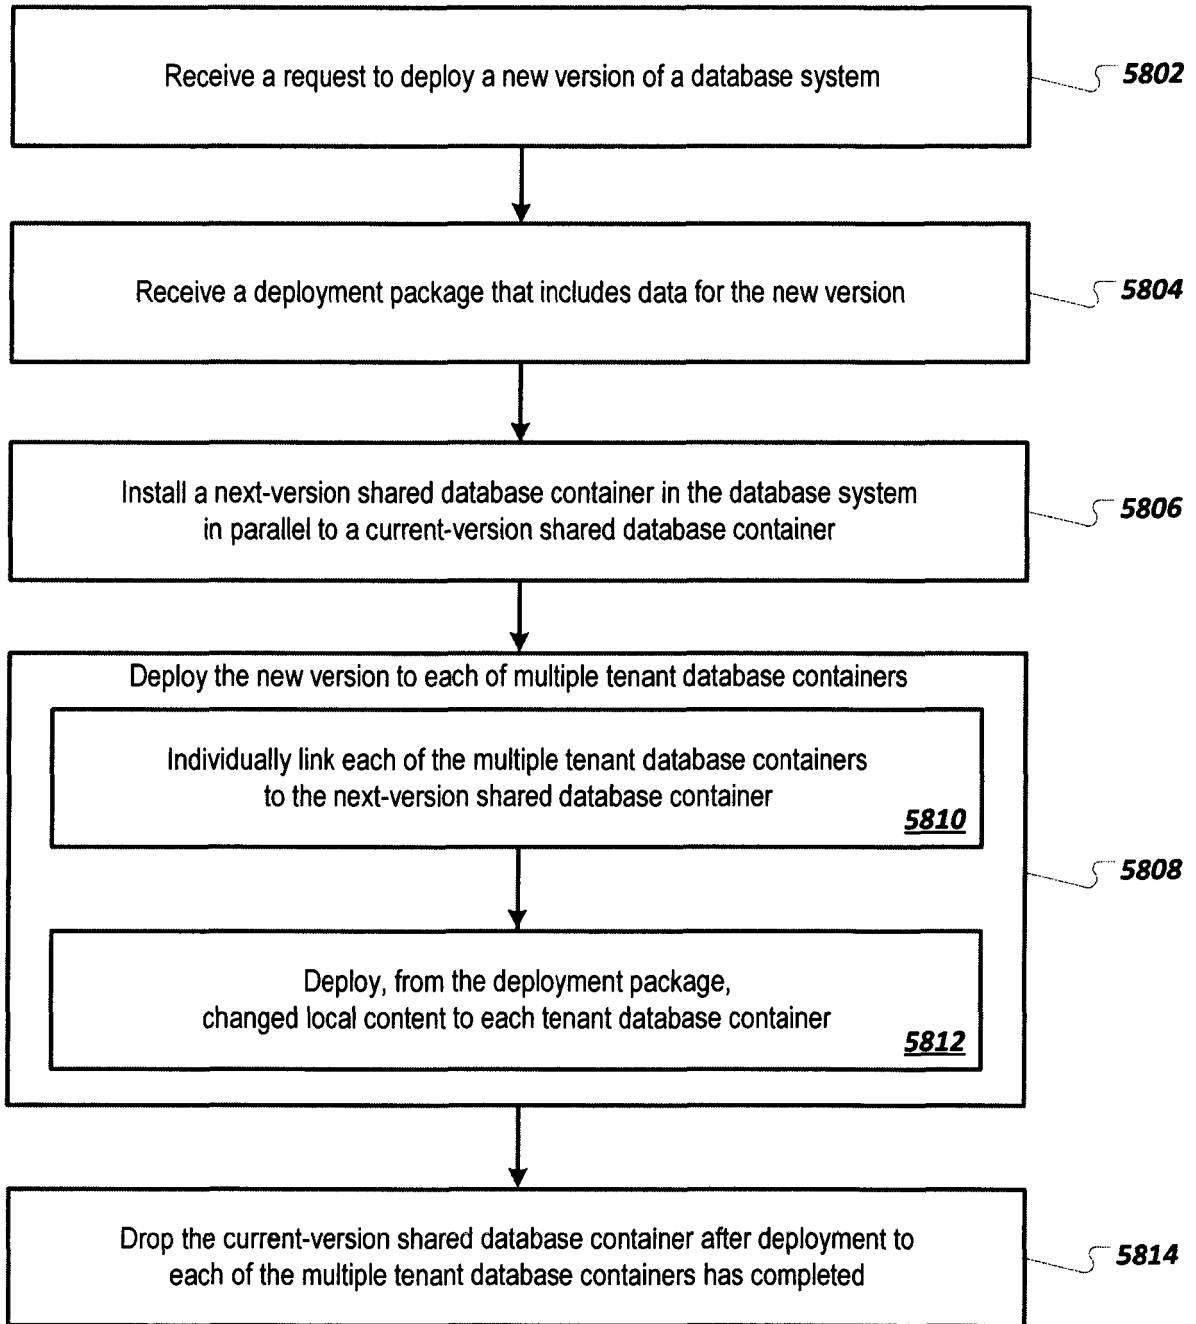 Receive a request to deploy a new version of a database system
5802
Receive a deployment package that includes data for the new version
5804
Install a next-version shared database container in the database system
in parallel to a current-version shared database container
5806
Deploy the new version to each of multiple tenant database containers
Individually link each of the multiple tenant database containers
to the next-version shared database container
5810
5808
Deploy, from the deployment package,
changed local content to each tenant database container
5812
Drop the current-version shared database container after deployment to
each of the multiple tenant database containers has completed
5814